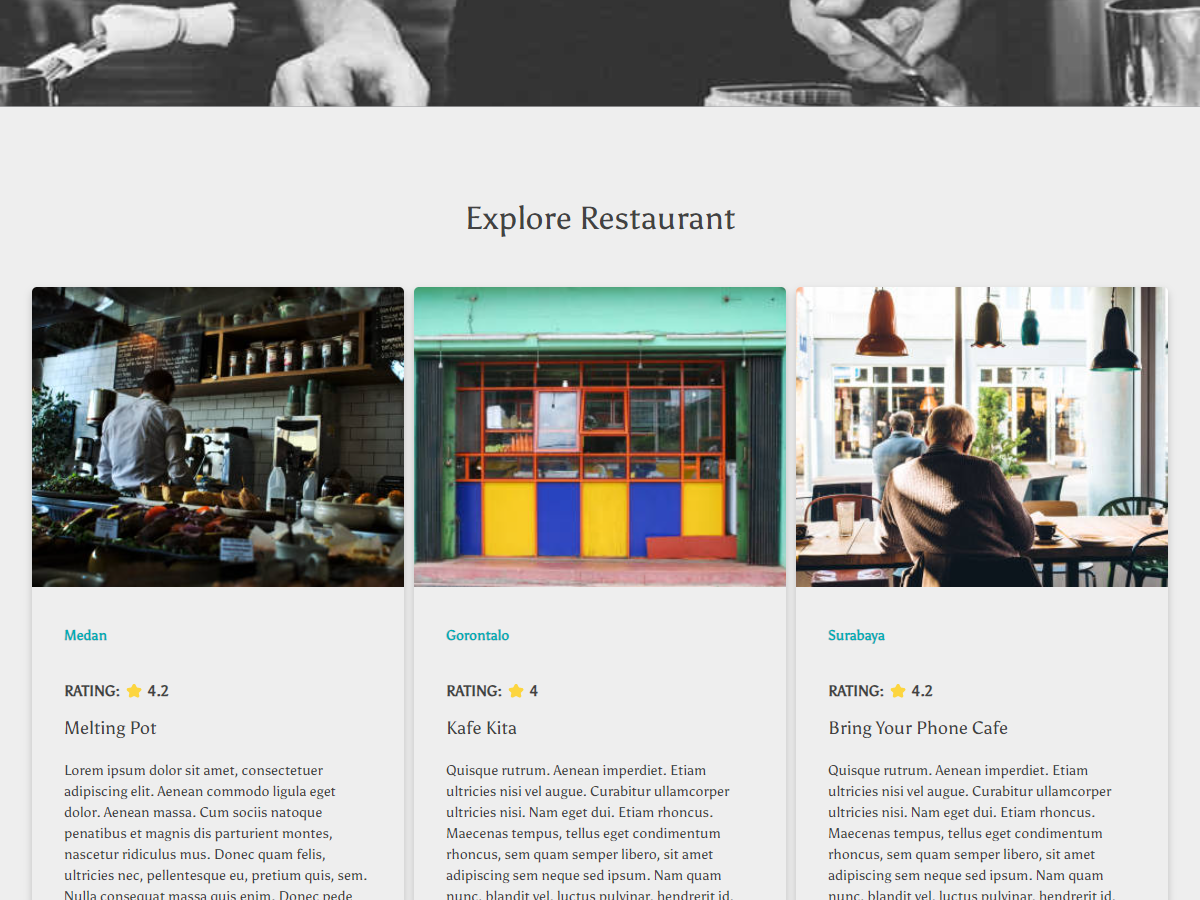 Explore Restaurant
Medan
RATING: ⭐ 4.2
Melting Pot
Lorem ipsum dolor sit amet, consectetuer
adipiscing elit. Aenean commodo ligula eget
dolor. Aenean massa. Cum sociis natoque
penatibus et magnis dis parturient montes,
nascetur ridiculus mus. Donec quam felis,
ultricies nec, pellentesque eu, pretium quis, sem.
Nulla consequat massa quis enim. Donec pede
Gorontalo
RATING: ⭐ 4
Kafe Kita
Quisque rutrum. Aenean imperdiet. Etiam
ultricies nisi vel augue. Curabitur ullamcorper
ultricies nisi. Nam eget dui. Etiam rhoncus.
Maecenas tempus, tellus eget condimentum
rhoncus, sem quam semper libero, sit amet
adipiscing sem neque sed ipsum. Nam quam
nunc, blandit vel, luctus pulvinar, hendrerit id,
Surabaya
RATING: ⭐ 4.2
Bring Your Phone Cafe
Quisque rutrum. Aenean imperdiet. Etiam
ultricies nisi vel augue. Curabitur ullamcorper
ultricies nisi. Nam eget dui. Etiam rhoncus.
Maecenas tempus, tellus eget condimentum
rhoncus, sem quam semper libero, sit amet
adipiscing sem neque sed ipsum. Nam quam
nunc, blandit vel, luctus pulvinar, hendrerit id,